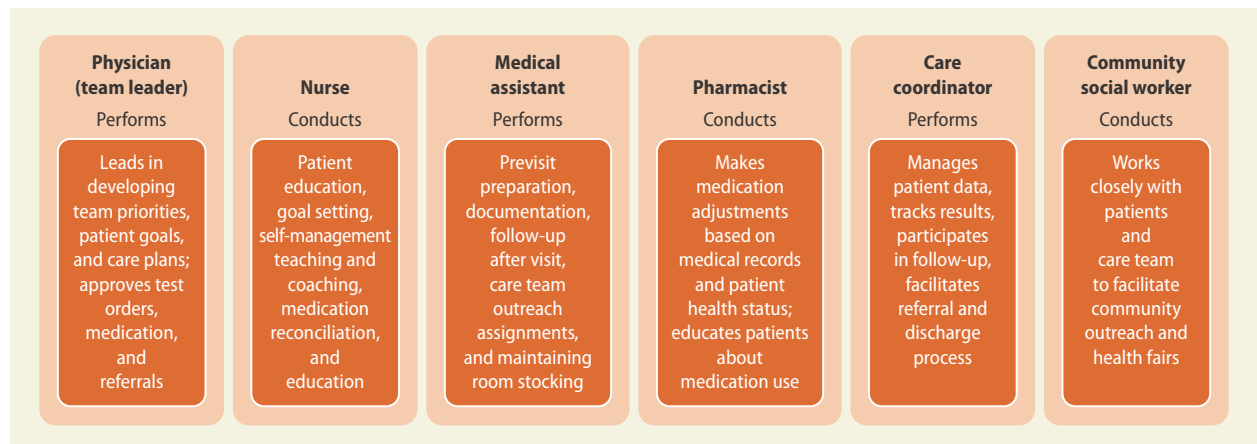 Physician
(team leader)
Performs
Leads in
developing
team priorities,
patient goals,
and care plans;
approves test
orders,
medication,
and
referrals
Nurse
Conducts
Patient
education,
goal setting,
self-management
teaching and
coaching,
medication
reconciliation,
and
education
Medical
assistant
Performs
Previsit
preparation,
documentation,
follow-up
after visit,
care team
outreach
assignments,
and maintaining
room stocking
Pharmacist
Conducts
Makes
medication
adjustments
based on
medical records
and patient
health status;
educates patients
about
medication use
Care
coordinator
Performs
Manages
patient data,
tracks results,
participates
in follow-up,
facilitates
referral and
discharge
process
Community
social worker
Conducts
Works
closely with
patients
and
care team
to facilitate
community
outreach and
health fairs